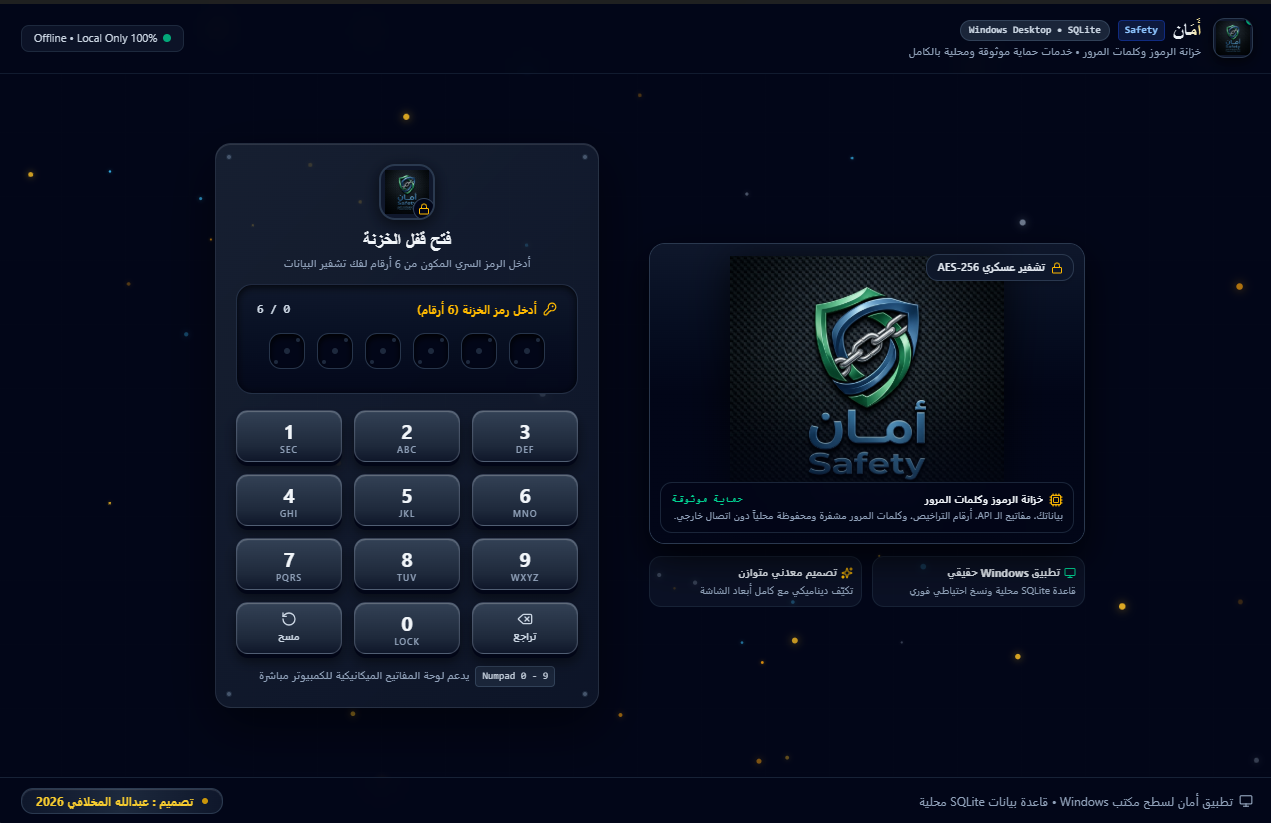 أَمَان
Safety
Windows Desktop • SQLite
خزانة الرموز وكلمات المرور • خدمات حماية موثوقة ومحلية بالكامل
Offline • Local Only 100%
أمان
Safety
فتح قفل الخزنة
أدخل الرمز السري المكون من 6 أرقام لفك تشفير البيانات
أدخل رمز الخزنة (6 أرقام)
6 / 0
1
SEC
2
ABC
3
DEF
4
GHI
5
JKL
6
MNO
7
PQRS
8
TUV
9
WXYZ
مسح
0
LOCK
تراجع
يدعم لوحة المفاتيح الميكانيكية للكمبيوتر مباشرة
Numpad 0 - 9
تشفير عسكري AES-256
أمان
Safety
خزانة الرموز وكلمات المرور
حماية موثوقة
بياناتك، مفاتيح الـ API، أرقام التراخيص، وكلمات المرور مشفرة ومحفوظة محلياً دون اتصال خارجي.
تطبيق Windows حقيقي
قاعدة SQLite محلية ونسخ احتياطي فوري
تصميم معدني متوازن
تكيّف ديناميكي مع كامل أبعاد الشاشة
تطبيق أمان لسطح مكتب Windows • قاعدة بيانات SQLite محلية
تصميم : عبدالله المخلافي 2026